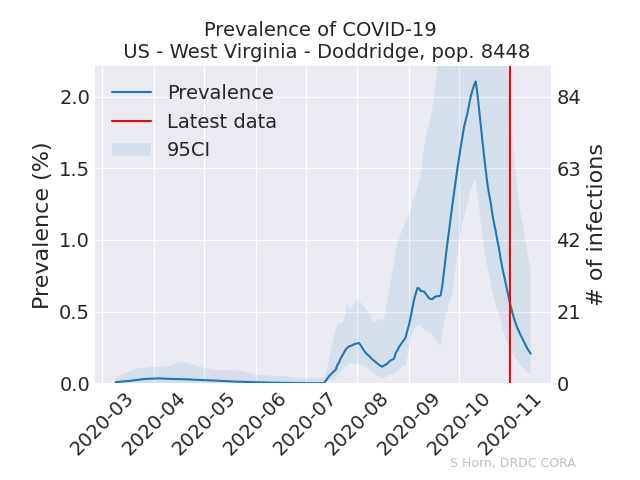 Prevalence of COVID-19
US - West Virginia - Doddridge, pop. 8448
Prevalence
Latest data
95CI
Prevalence (%)
2.0
1.5
1.0
0.5
0.0
84
63
42
21
0
# of infections
2020-03
2020-04
2020-05
2020-06
2020-07
2020-08
2020-09
2020-10
2020-11
S Horn, DRDC CORA